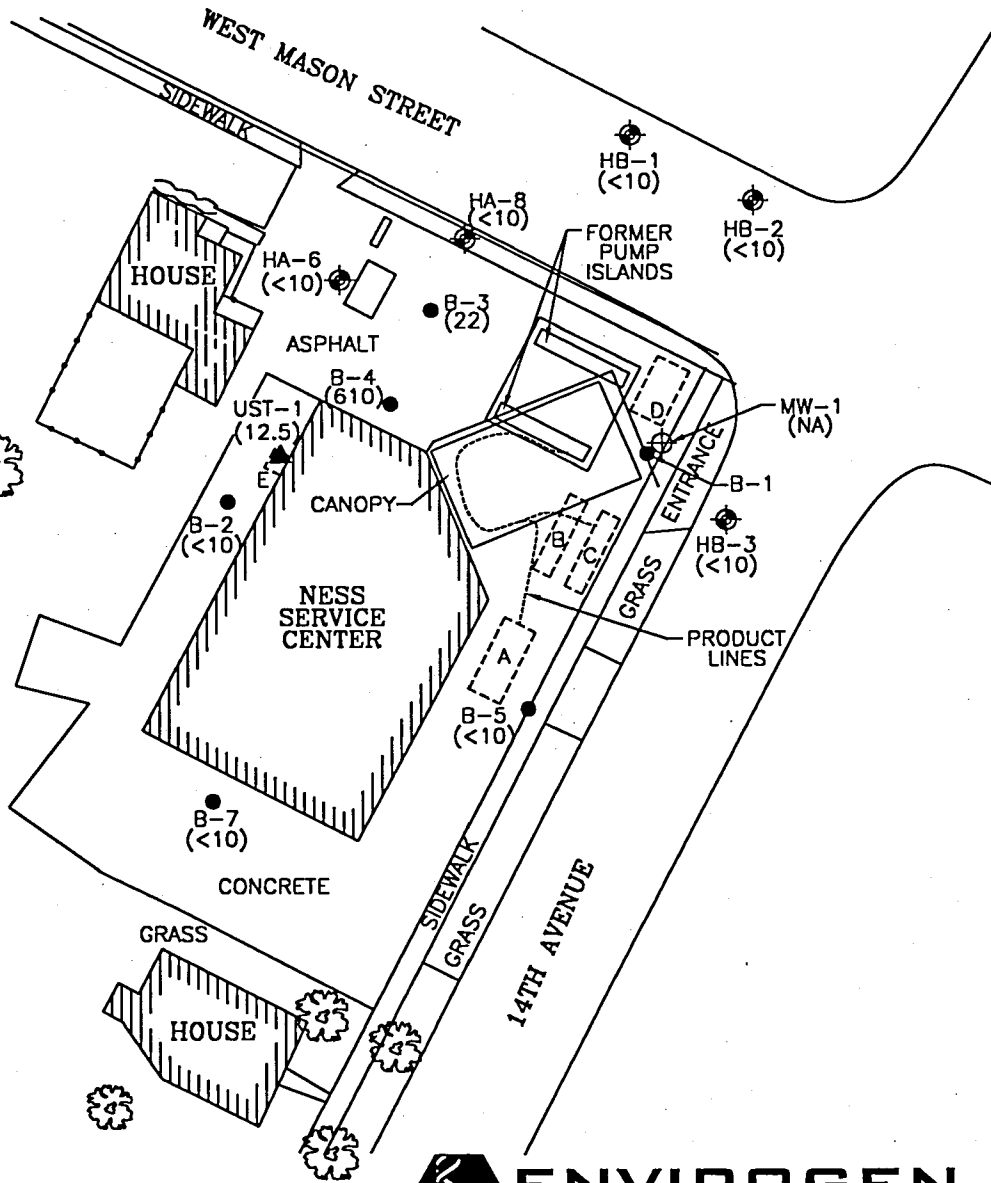 WEST MASON STREET
SIDEWALK
HB-1
(<10)
HA-8
(<10)
HB-2
(<10)
FORMER
PUMP
ISLANDS
HA-6
(<10)
HOUSE
B-3
(22)
ASPHALT
B-4
(610)
D
MW-1
(NA)
UST-1
(12.5)
E
ENTRANCE
B-1
CANOPY
B-2
(<10)
B
C
HB-3
(<10)
NESS
SERVICE
CENTER
GRASS
PRODUCT
LINES
A
B-5
(<10)
B-7
(<10)
CONCRETE
SIDEWALK
GRASS
14TH AVENUE
GRASS
HOUSE
ENVIROGEN